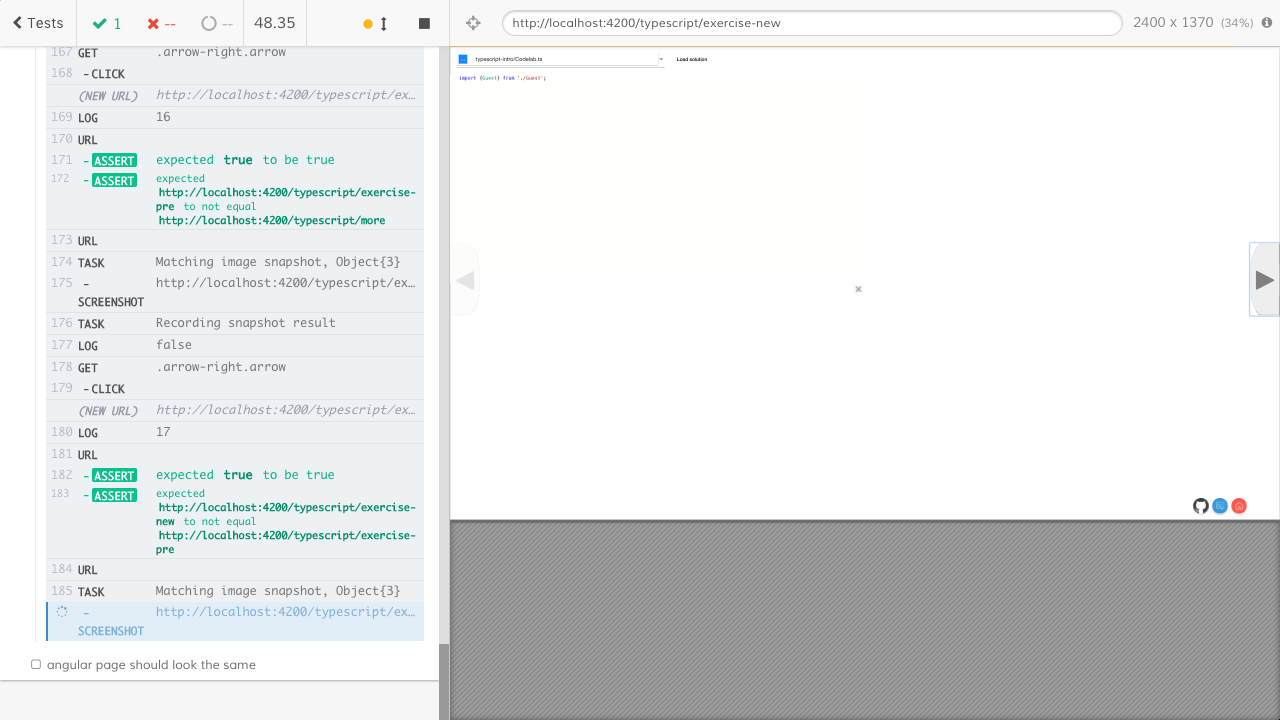 Tests 1 -- -- 48.35 http://localhost:4200/typescript/exercise-new 2400 x 1370 (34%)
167 GET .arrow-right.arrow
168 - CLICK
(NEW URL) http://localhost:4200/typescript/ex...
169 LOG 16
170 URL
171 - ASSERT expected true to be true
172 - ASSERT expected
http://localhost:4200/typescript/exercise-
pre to not equal
http://localhost:4200/typescript/more
173 URL
174 TASK Matching image snapshot, Object{3}
175 - http://localhost:4200/typescript/ex...
SCREENSHOT
176 TASK Recording snapshot result
177 LOG false
178 GET .arrow-right.arrow
179 - CLICK
(NEW URL) http://localhost:4200/typescript/ex...
180 LOG 17
181 URL
182 - ASSERT expected true to be true
183 - ASSERT expected
http://localhost:4200/typescript/exercise-
new to not equal
http://localhost:4200/typescript/exercise-
pre
184 URL
185 TASK Matching image snapshot, Object{3}
- http://localhost:4200/typescript/ex...
SCREENSHOT
angular page should look the same
typescript-intro/Codelab.ts Load solution
import {Guest} from './Guest';